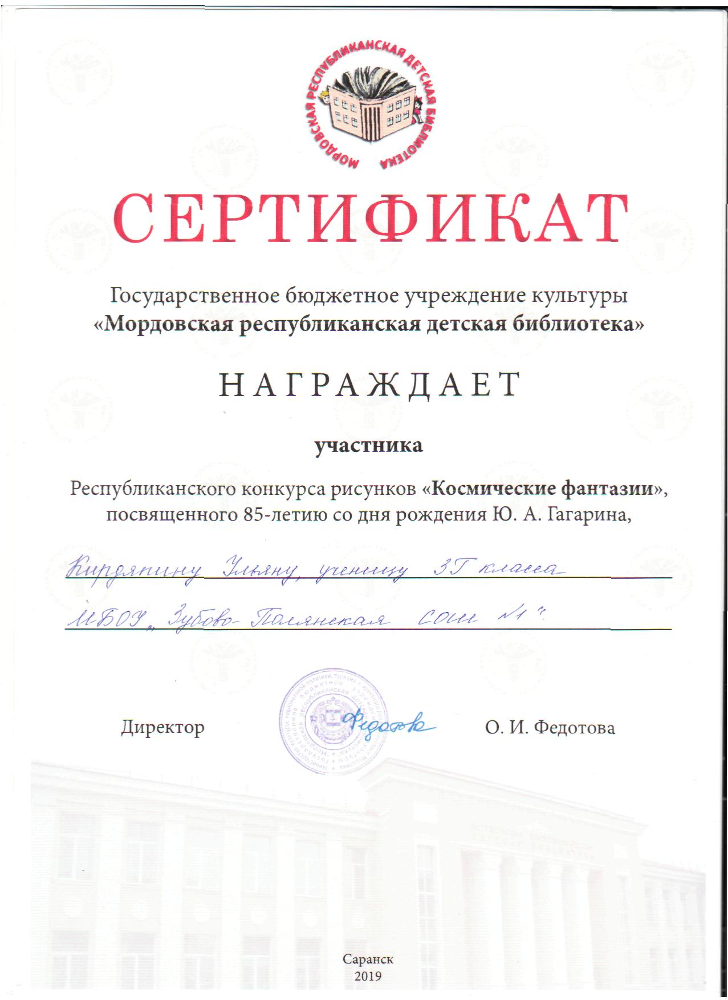 МОРДОВСКАЯ РЕСПУБЛИКАНСКАЯ ДЕТСКАЯ БИБЛИОТЕКА
СЕРТИФИКАТ
Государственное бюджетное учреждение культуры
«Мордовская республиканская детская библиотека»
НАГРАЖДАЕТ
участника
Республиканского конкурса рисунков «Космические фантазии»,
посвященного 85-летию со дня рождения Ю. А. Гагарина,
Кирдяпину Ульяну, ученицу 3Г класса
МБОУ „Зубово-Полянская СОШ №1".
Директор
Федотова
О. И. Федотова
Саранск
2019